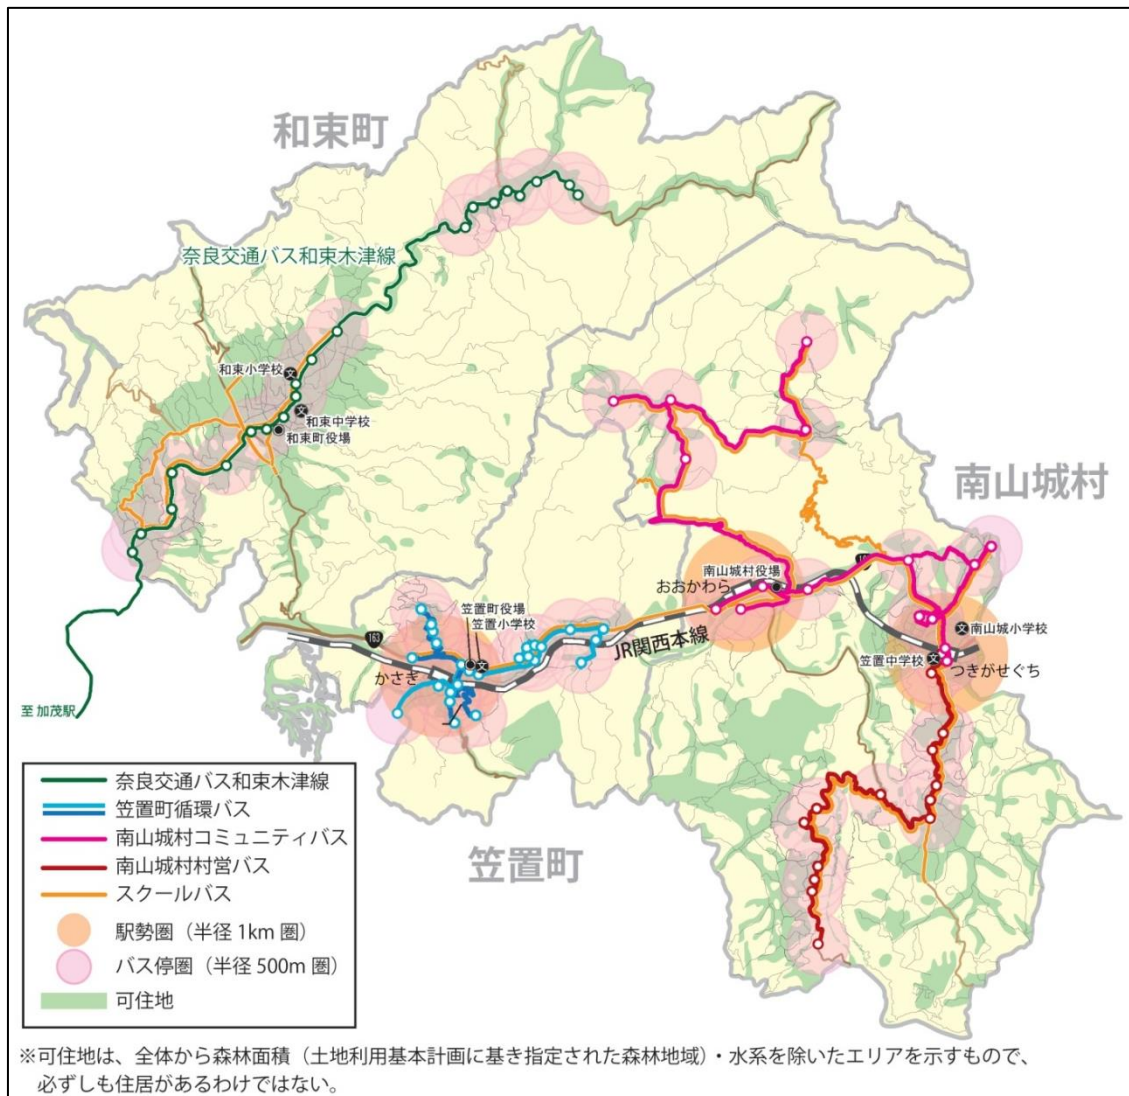 和束町
奈良交通バス和束木津線
和束小学校
和束中学校
和束町役場
南山城村
南山城村役場
おおかわら
笠置町役場
笠置小学校
163
かさぎ
JR関西本線
南山城小学校
笠置中学校
つきがせぐち
至 加茂駅
笠置町
奈良交通バス和束木津線
笠置町循環バス
南山城村コミュニティバス
南山城村村営バス
スクールバス
駅勢圏（半径 1km 圏）
バス停圏（半径 500m 圏）
可住地
※可住地は、全体から森林面積（土地利用基本計画に基き指定された森林地域）・水系を除いたエリアを示すもので、
必ずしも住居があるわけではない。